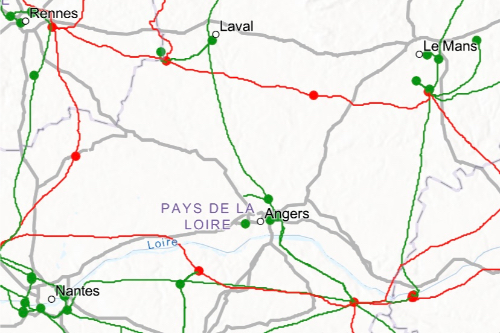 Rennes
Laval
Le Mans
PAYS DE LA
LOIRE
Angers
Loire
Nantes